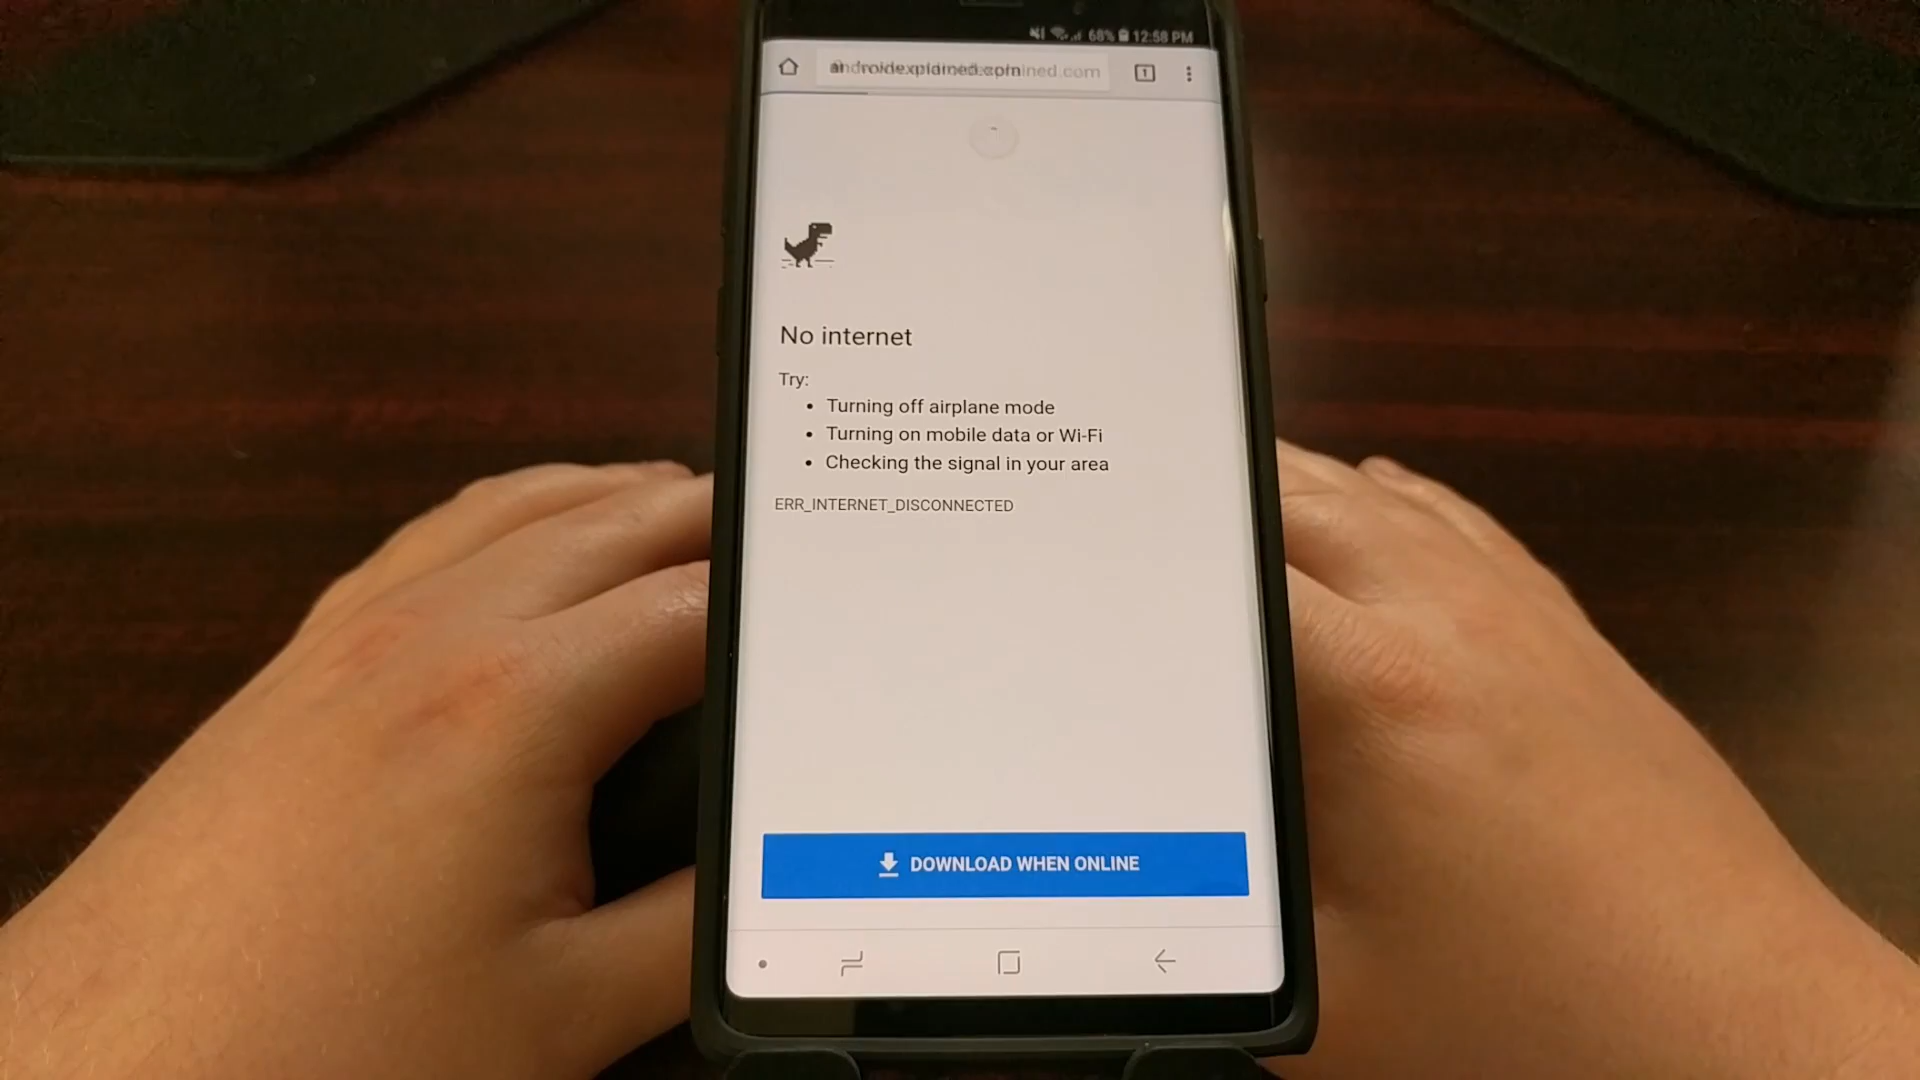 68% 12:58 PM
1
No internet
Try:
• Turning off airplane mode
• Turning on mobile data or Wi-Fi
• Checking the signal in your area
ERR_INTERNET_DISCONNECTED
DOWNLOAD WHEN ONLINE